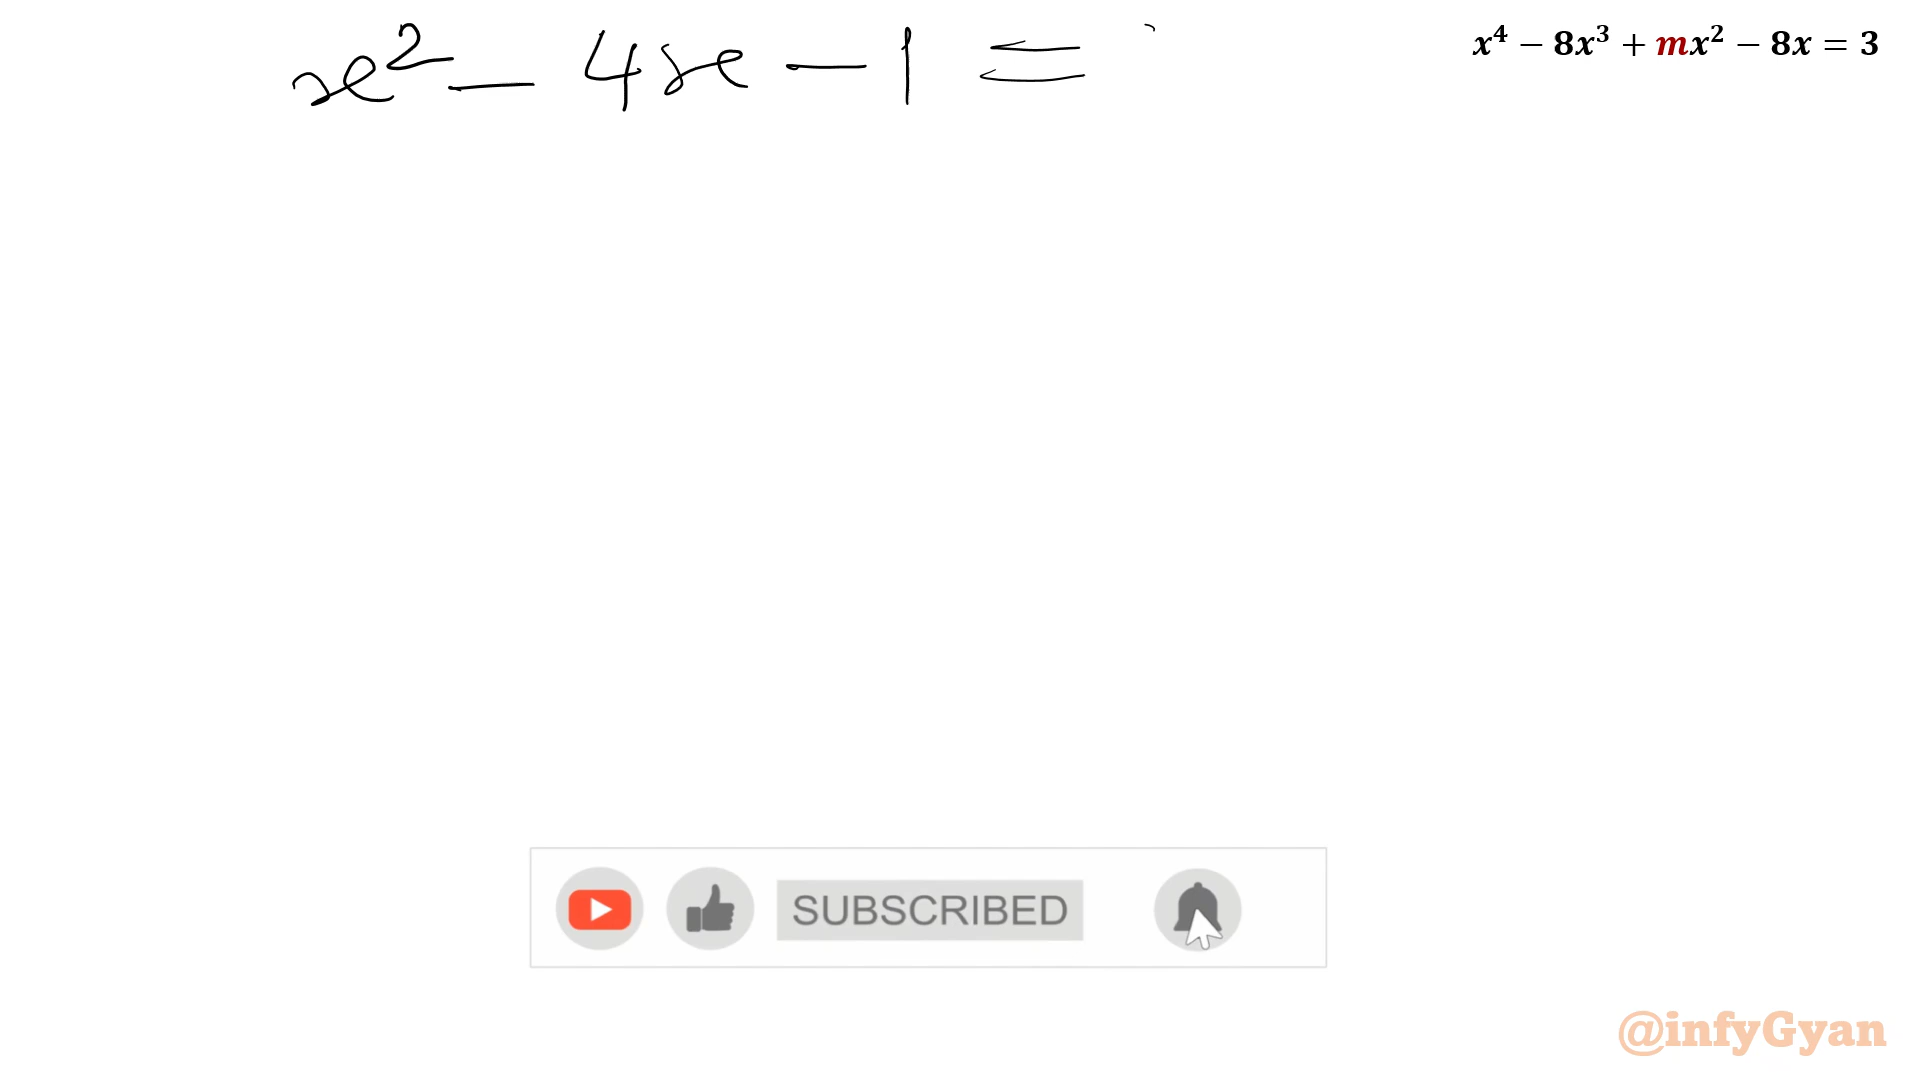 x² - 4x - 1 =
x⁴ − 8x³ + mx² − 8x = 3
SUBSCRIBED
@infyGyan